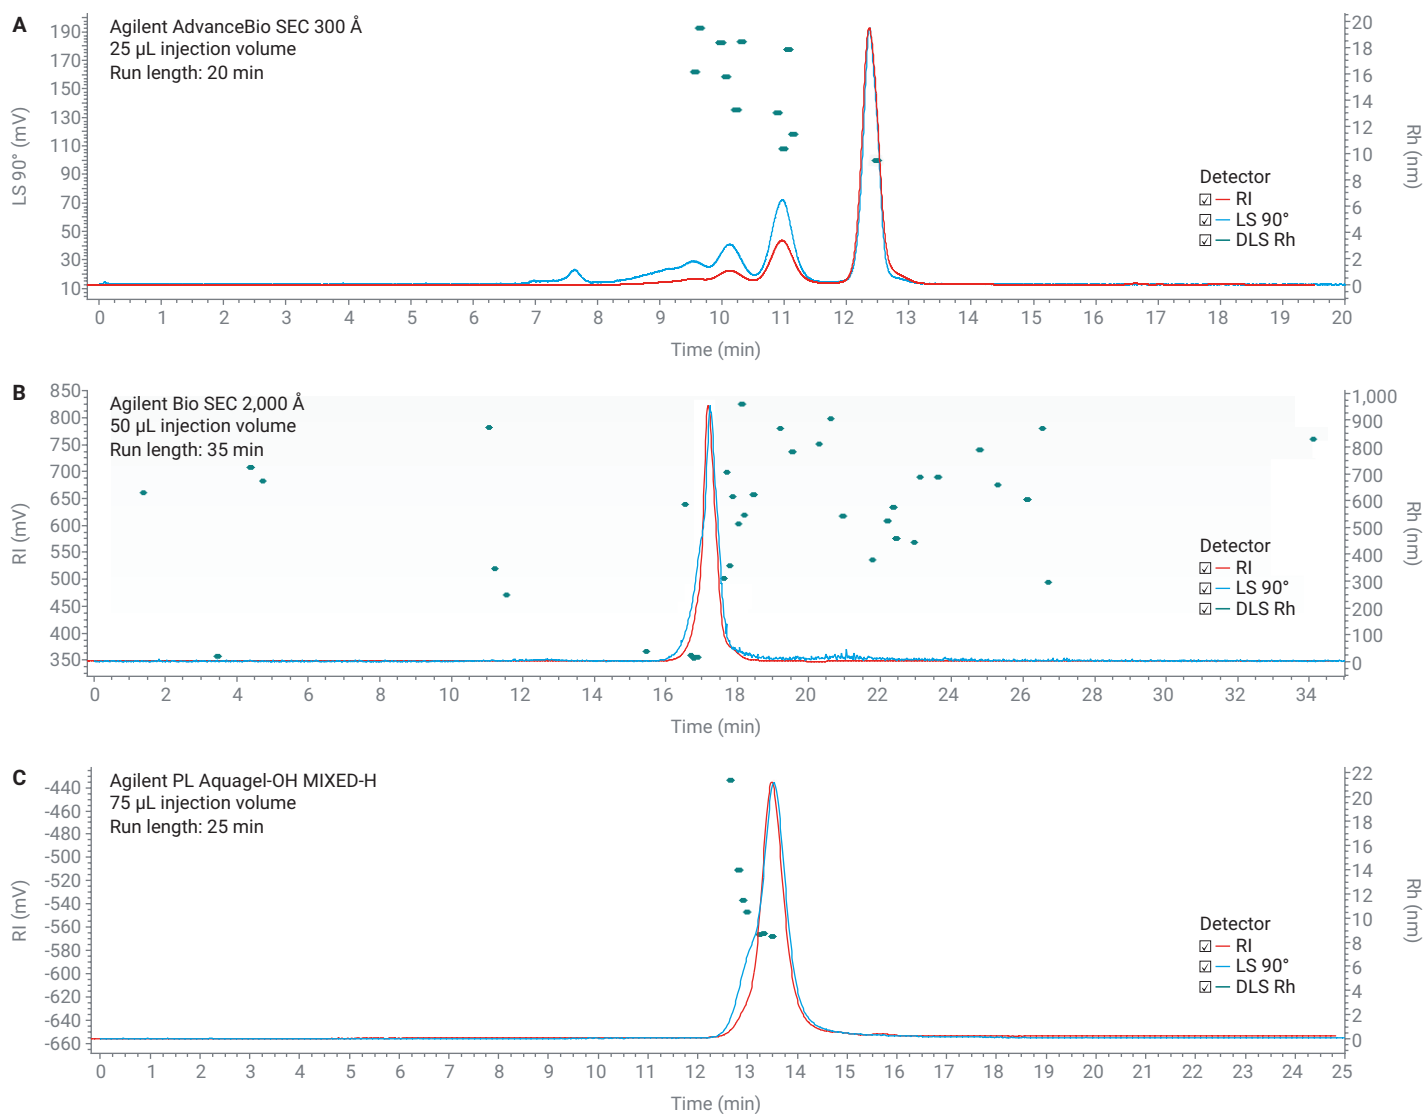 A
Agilent AdvanceBio SEC 300 Å
25 µL injection volume
Run length: 20 min
LS 90° (mV)
190
170
150
130
110
90
70
50
30
10
20
18
16
14
12
10
8
6
4
2
0
Rh (nm)
Detector
☑ RI
☑ LS 90°
☑ DLS Rh
0 1 2 3 4 5 6 7 8 9 10 11 12 13 14 15 16 17 18 19 20
Time (min)
B
Agilent Bio SEC 2,000 Å
50 µL injection volume
Run length: 35 min
RI (mV)
850
800
750
700
650
600
550
500
450
400
350
1,000
900
800
700
600
500
400
300
200
100
0
Rh (nm)
Detector
☑ RI
☑ LS 90°
☑ DLS Rh
0 2 4 6 8 10 12 14 16 18 20 22 24 26 28 30 32 34
Time (min)
C
Agilent PL Aquagel-OH MIXED-H
75 µL injection volume
Run length: 25 min
RI (mV)
-440
-460
-480
-500
-520
-540
-560
-580
-600
-620
-640
-660
22
20
18
16
14
12
10
8
6
4
2
0
Rh (nm)
Detector
☑ RI
☑ LS 90°
☑ DLS Rh
0 1 2 3 4 5 6 7 8 9 10 11 12 13 14 15 16 17 18 19 20 21 22 23 24 25
Time (min)